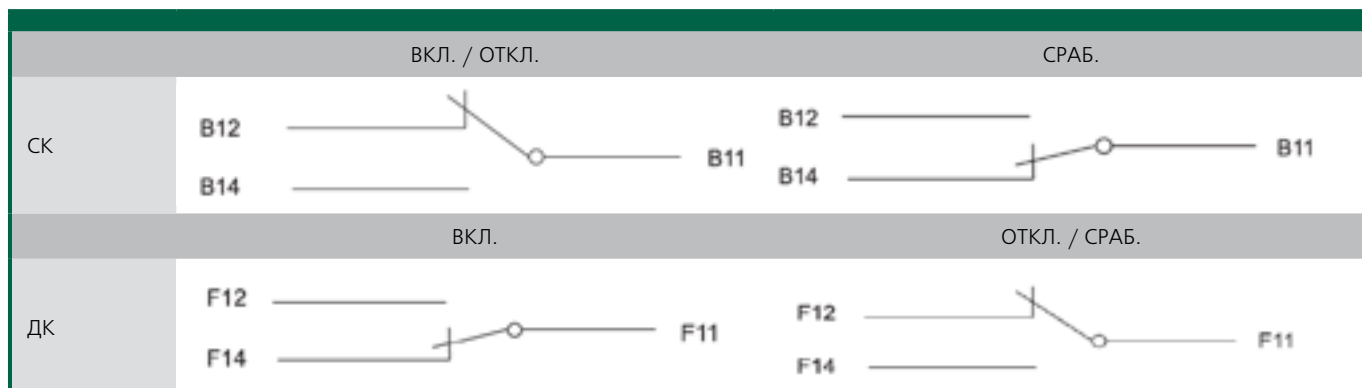 ВКЛ. / ОТКЛ. СРАБ.
СК
B12 B11
B14
B12 B11
B14
ВКЛ. ОТКЛ. / СРАБ.
ДК
F12 F11
F14
F12 F11
F14